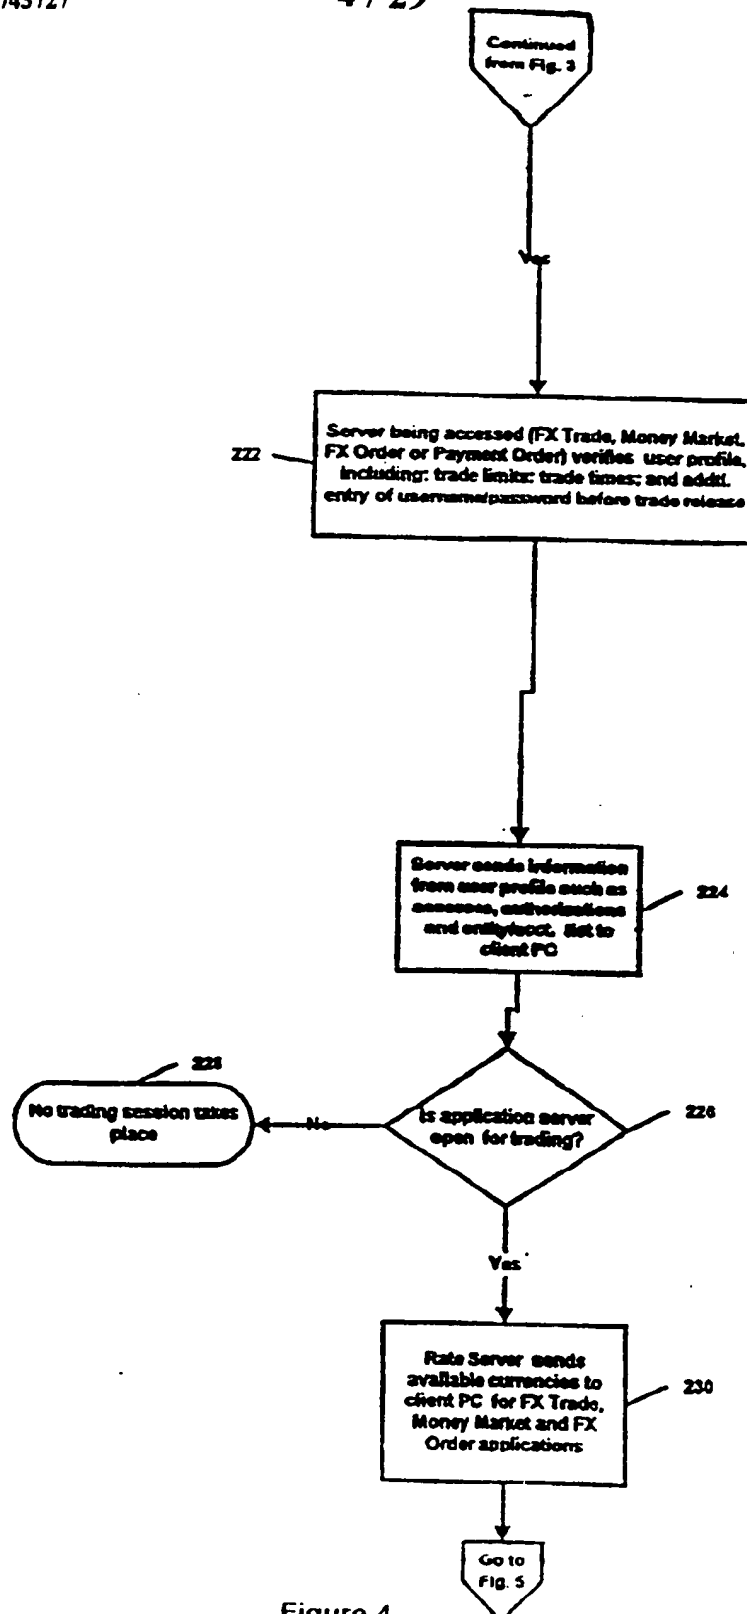 4 / 29
Continued
from Fig. 3
Yes
Server being accessed (FX Trade, Money Market,
FX Order or Payment Order) verifies user profile,
including: trade limits; trade times; and addtl.
entry of username/password before trade release
222
Server sends information
from user profile such as
accesses, authorizations
and entity/acct. list to
client PC
224
228
No trading session takes
place
No
Is application server
open for trading?
226
Yes
Rate Server sends
available currencies to
client PC for FX Trade,
Money Market and FX
Order applications
230
Go to
Fig. 5
Figure 4